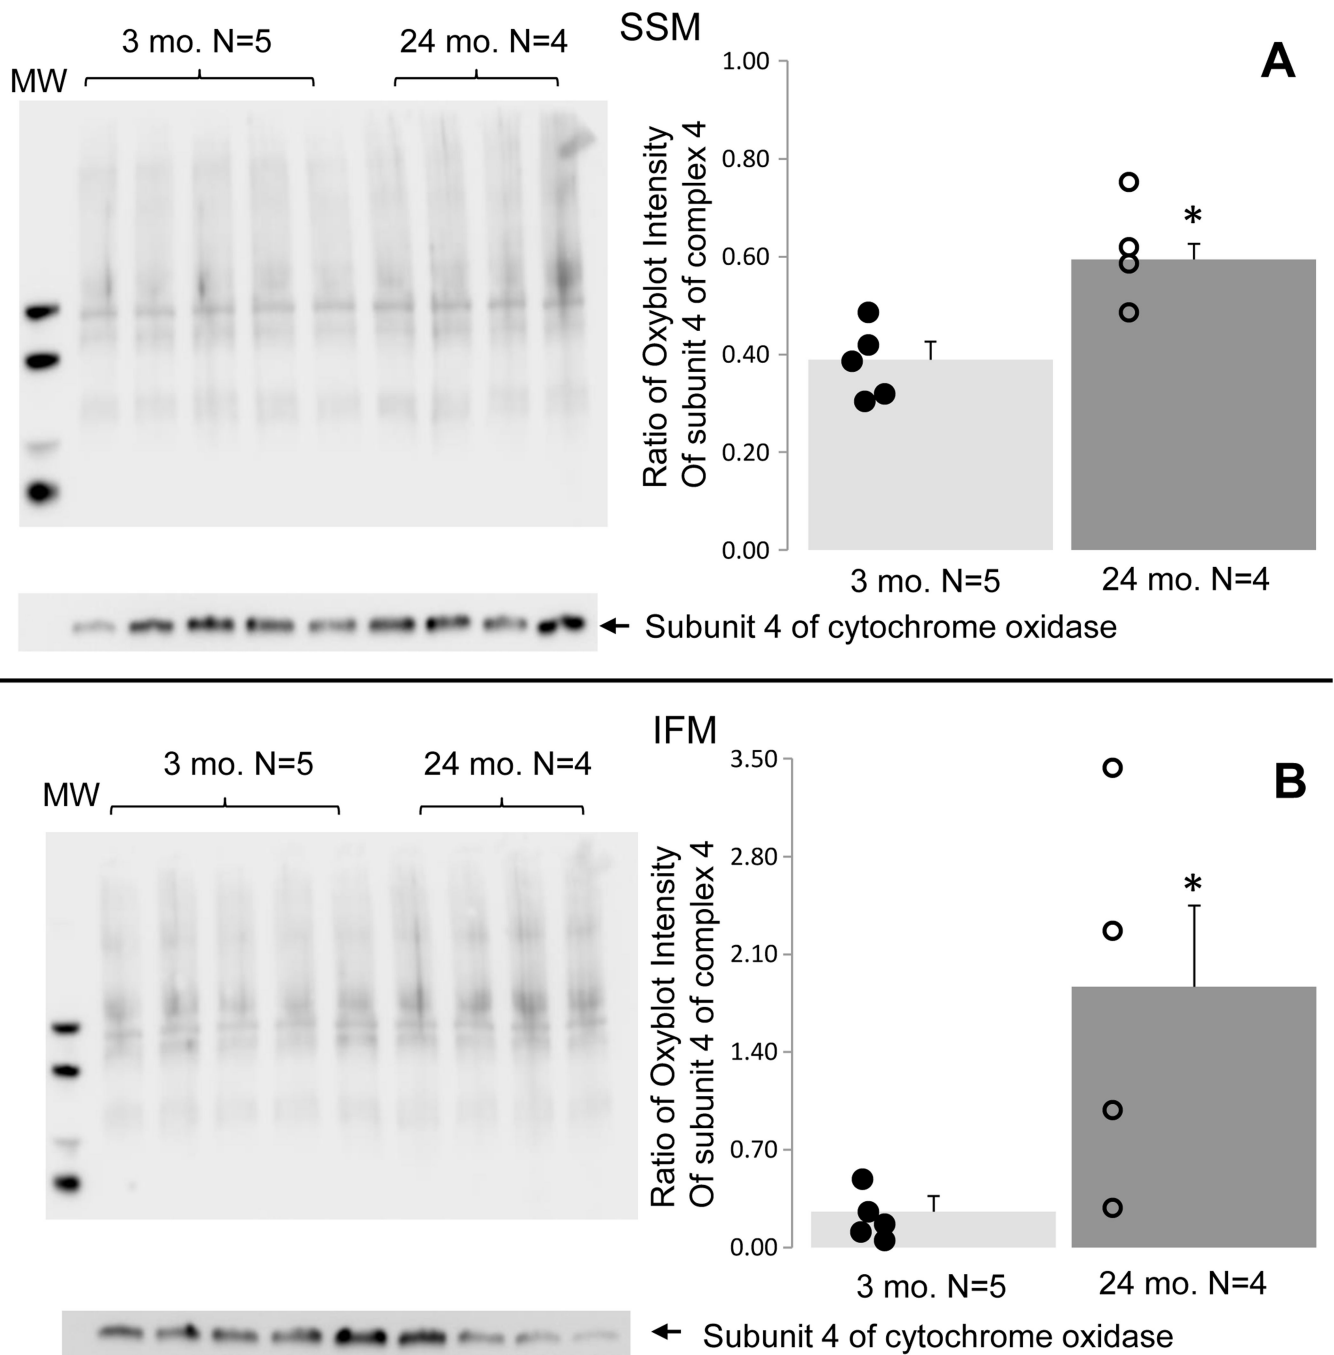 SSM
A
3 mo. N=5
24 mo. N=4
MW
Ratio of Oxyblot Intensity
Of subunit 4 of complex 4
1.00
0.80
0.60
0.40
0.20
0.00
*
3 mo. N=5
24 mo. N=4
Subunit 4 of cytochrome oxidase
IFM
B
3 mo. N=5
24 mo. N=4
MW
Ratio of Oxyblot Intensity
Of subunit 4 of complex 4
3.50
2.80
2.10
1.40
0.70
0.00
*
3 mo. N=5
24 mo. N=4
Subunit 4 of cytochrome oxidase